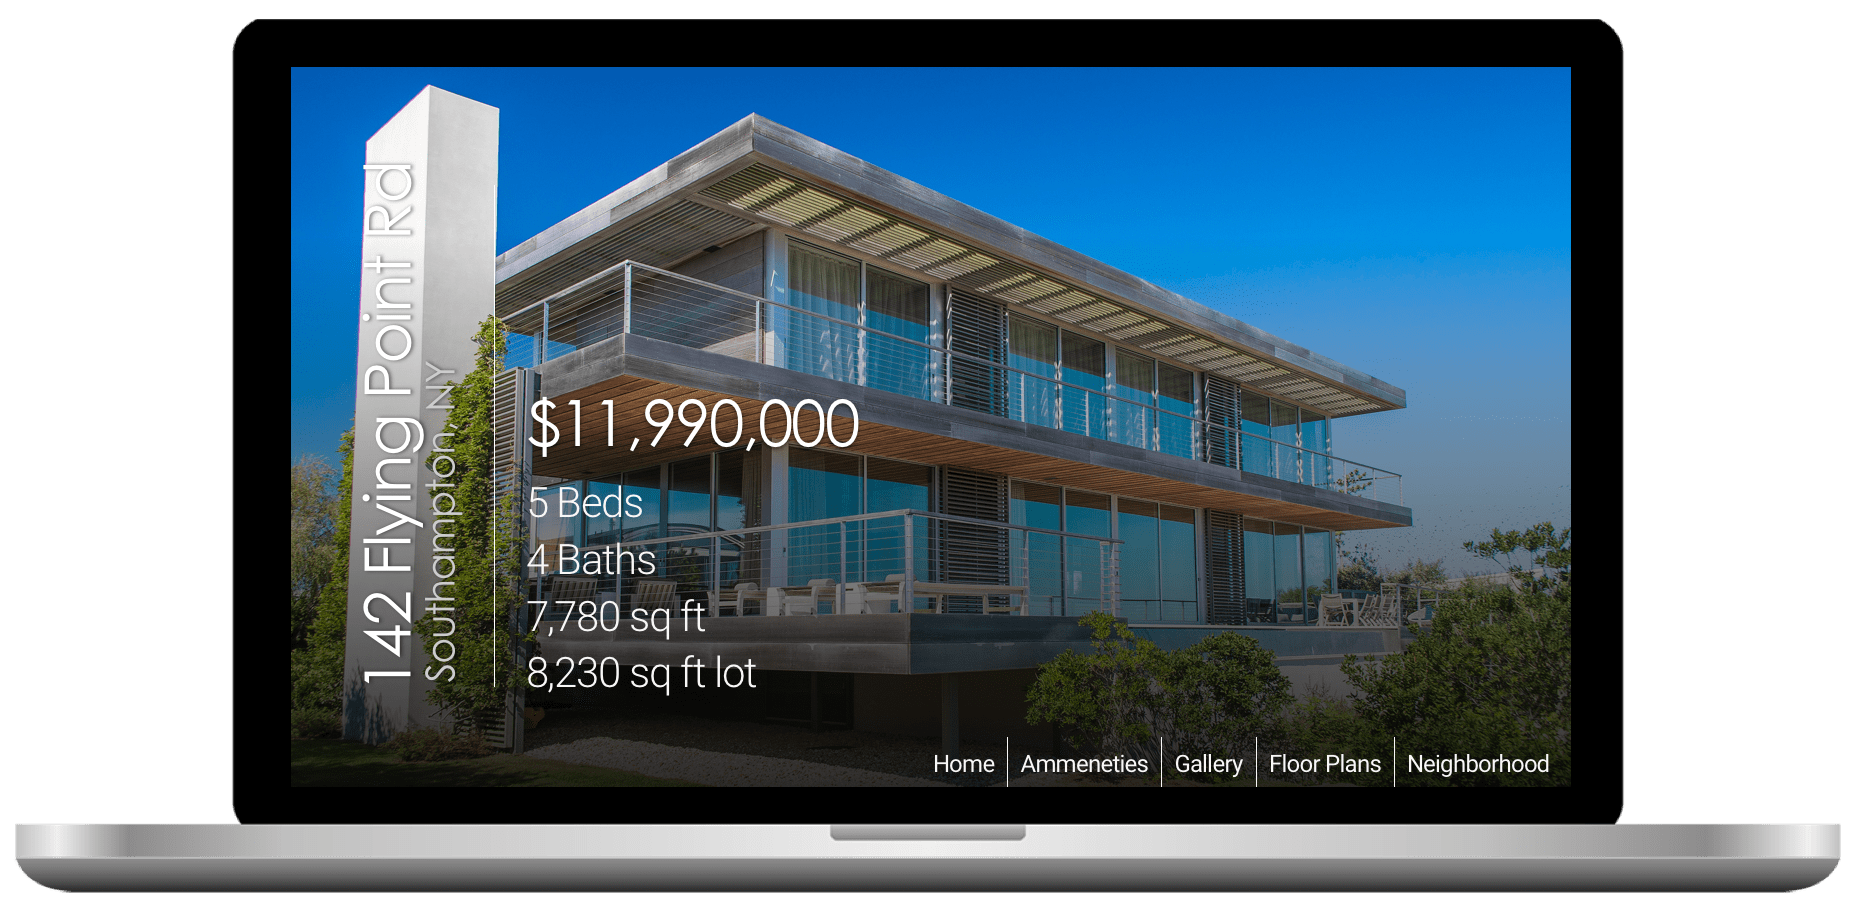 142 Flying Point Rd
Southampton, NY
$11,990,000
5 Beds
4 Baths
7,780 sq ft
8,230 sq ft lot
Home
Ammeneties
Gallery
Floor Plans
Neighborhood